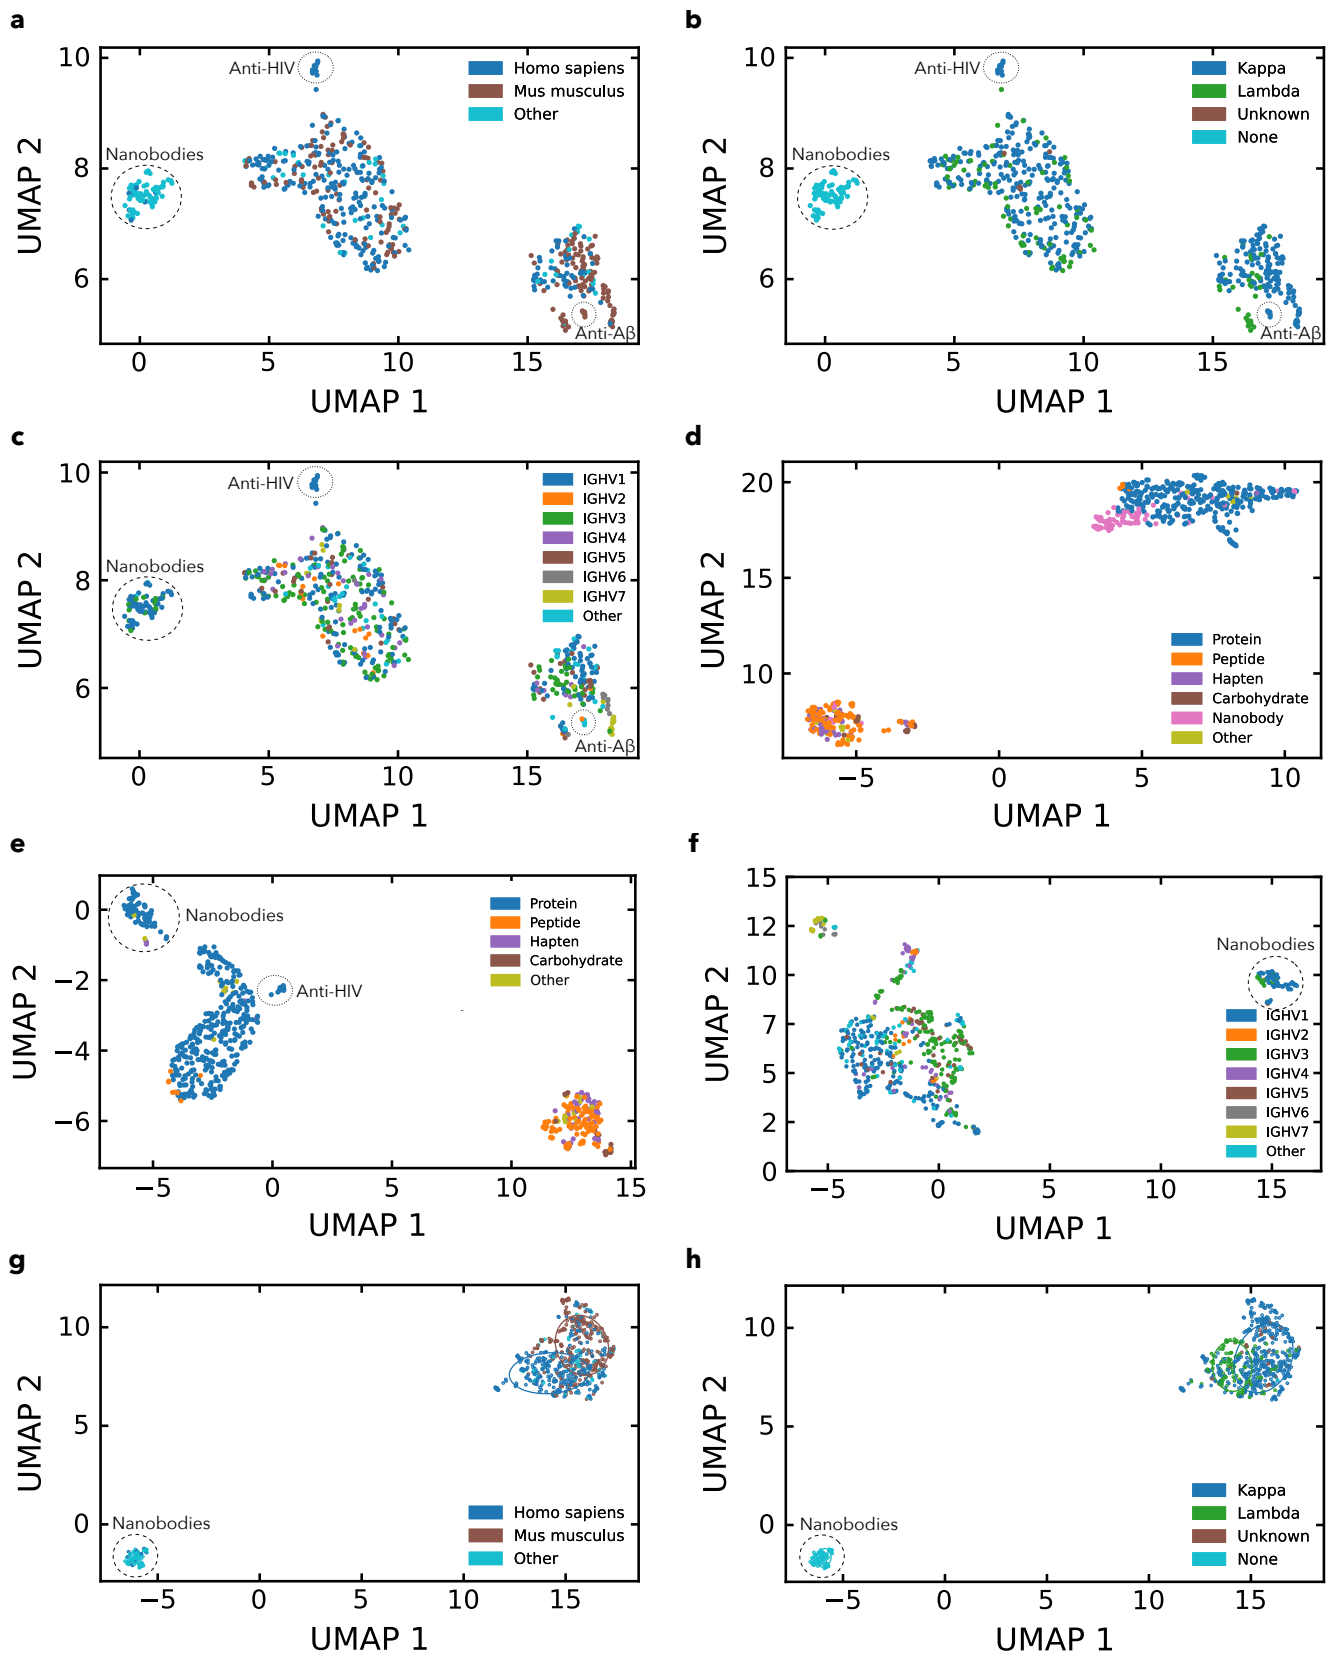 a
10
8
6
UMAP 2
Anti-HIV
Nanobodies
Anti-Aβ
Homo sapiens
Mus musculus
Other
0
5
10
15
UMAP 1
b
10
8
6
UMAP 2
Anti-HIV
Nanobodies
Anti-Aβ
Kappa
Lambda
Unknown
None
0
5
10
15
UMAP 1
c
10
8
6
UMAP 2
Anti-HIV
Nanobodies
Anti-Aβ
IGHV1
IGHV2
IGHV3
IGHV4
IGHV5
IGHV6
IGHV7
Other
0
5
10
15
UMAP 1
d
20
15
10
UMAP 2
Protein
Peptide
Hapten
Carbohydrate
Nanobody
Other
−5
0
5
10
UMAP 1
e
0
−2
−4
−6
UMAP 2
Nanobodies
Anti-HIV
Protein
Peptide
Hapten
Carbohydrate
Other
−5
0
5
10
15
UMAP 1
f
15
12
10
7
5
2
0
UMAP 2
Nanobodies
IGHV1
IGHV2
IGHV3
IGHV4
IGHV5
IGHV6
IGHV7
Other
−5
0
5
10
15
UMAP 1
g
10
5
0
UMAP 2
Nanobodies
Homo sapiens
Mus musculus
Other
−5
0
5
10
15
UMAP 1
h
10
5
0
UMAP 2
Nanobodies
Kappa
Lambda
Unknown
None
−5
0
5
10
15
UMAP 1